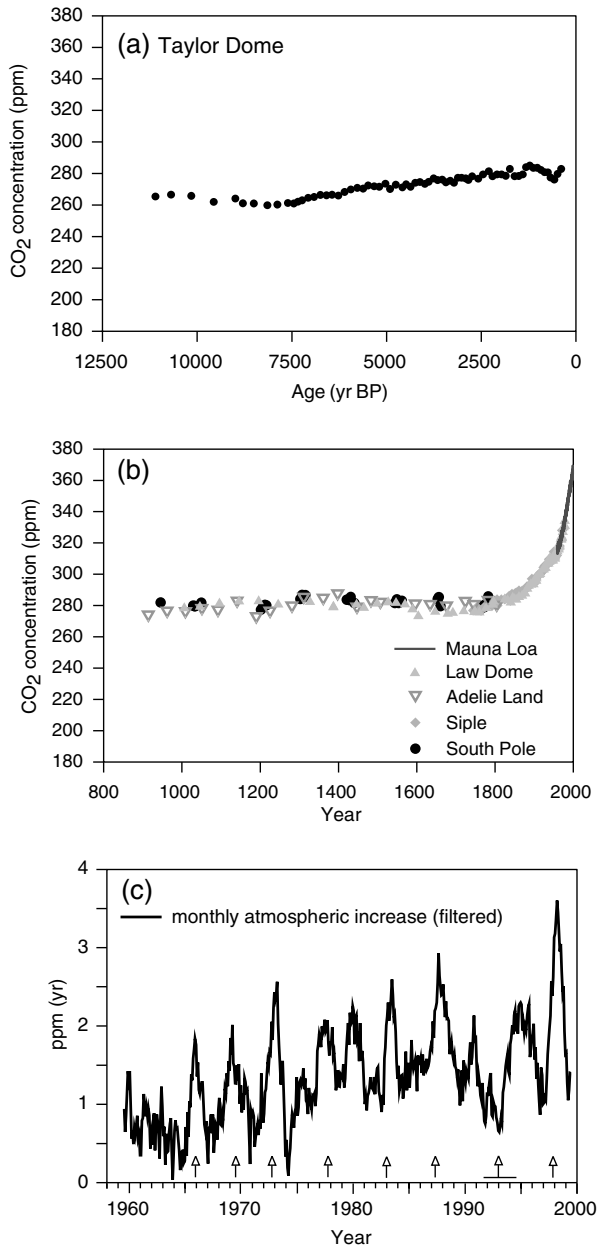 (a) Taylor Dome
CO2 concentration (ppm)
380
360
340
320
300
280
260
240
220
200
180
12500 10000 7500 5000 2500 0
Age (yr BP)
(b)
CO2 concentration (ppm)
380
360
340
320
300
280
260
240
220
200
180
Mauna Loa
Law Dome
Adelie Land
Siple
South Pole
800 1000 1200 1400 1600 1800 2000
Year
(c)
monthly atmospheric increase (filtered)
ppm (yr)
4
3
2
1
0
1960 1970 1980 1990 2000
Year